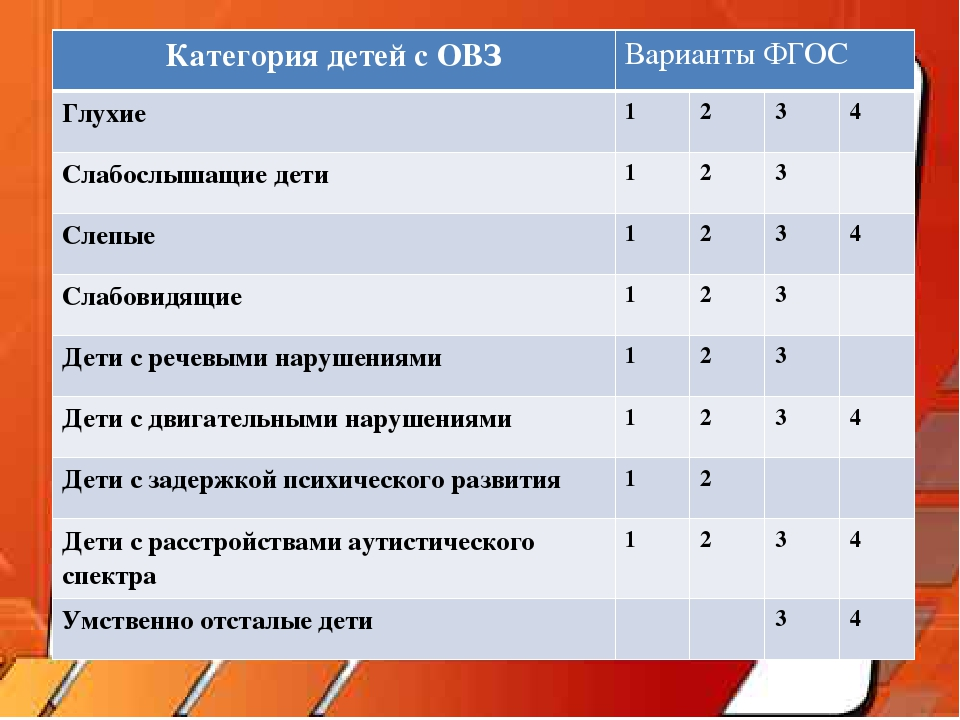 Категория детей с ОВЗ Варианты ФГОС
Глухие 1 2 3 4
Слабослышащие дети 1 2 3
Слепые 1 2 3 4
Слабовидящие 1 2 3
Дети с речевыми нарушениями 1 2 3
Дети с двигательными нарушениями 1 2 3 4
Дети с задержкой психического развития 1 2
Дети с расстройствами аутистического 1 2 3 4
спектра
Умственно отсталые дети 3 4